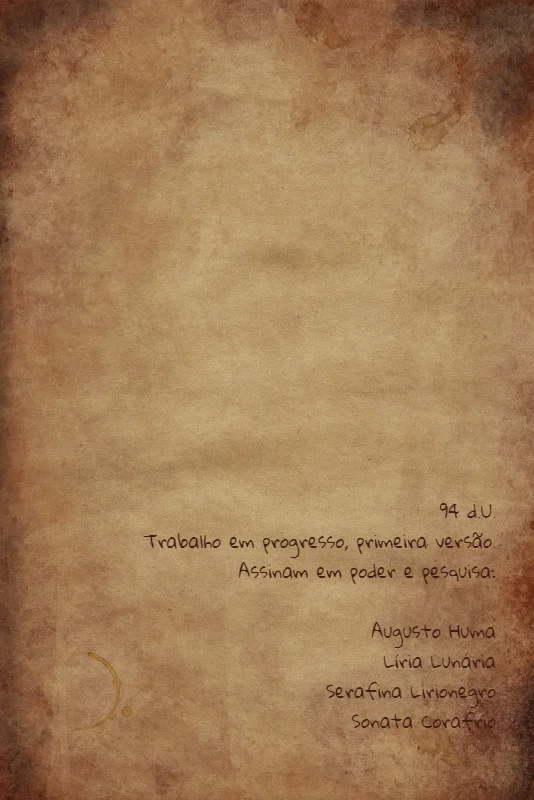 94 d.U.
Trabalho em progresso, primeira versão.
Assinam em poder e pesquisa:
Augusto Huma
Líria Lunária
Serafina Lirionegro
Sonata Corafrio